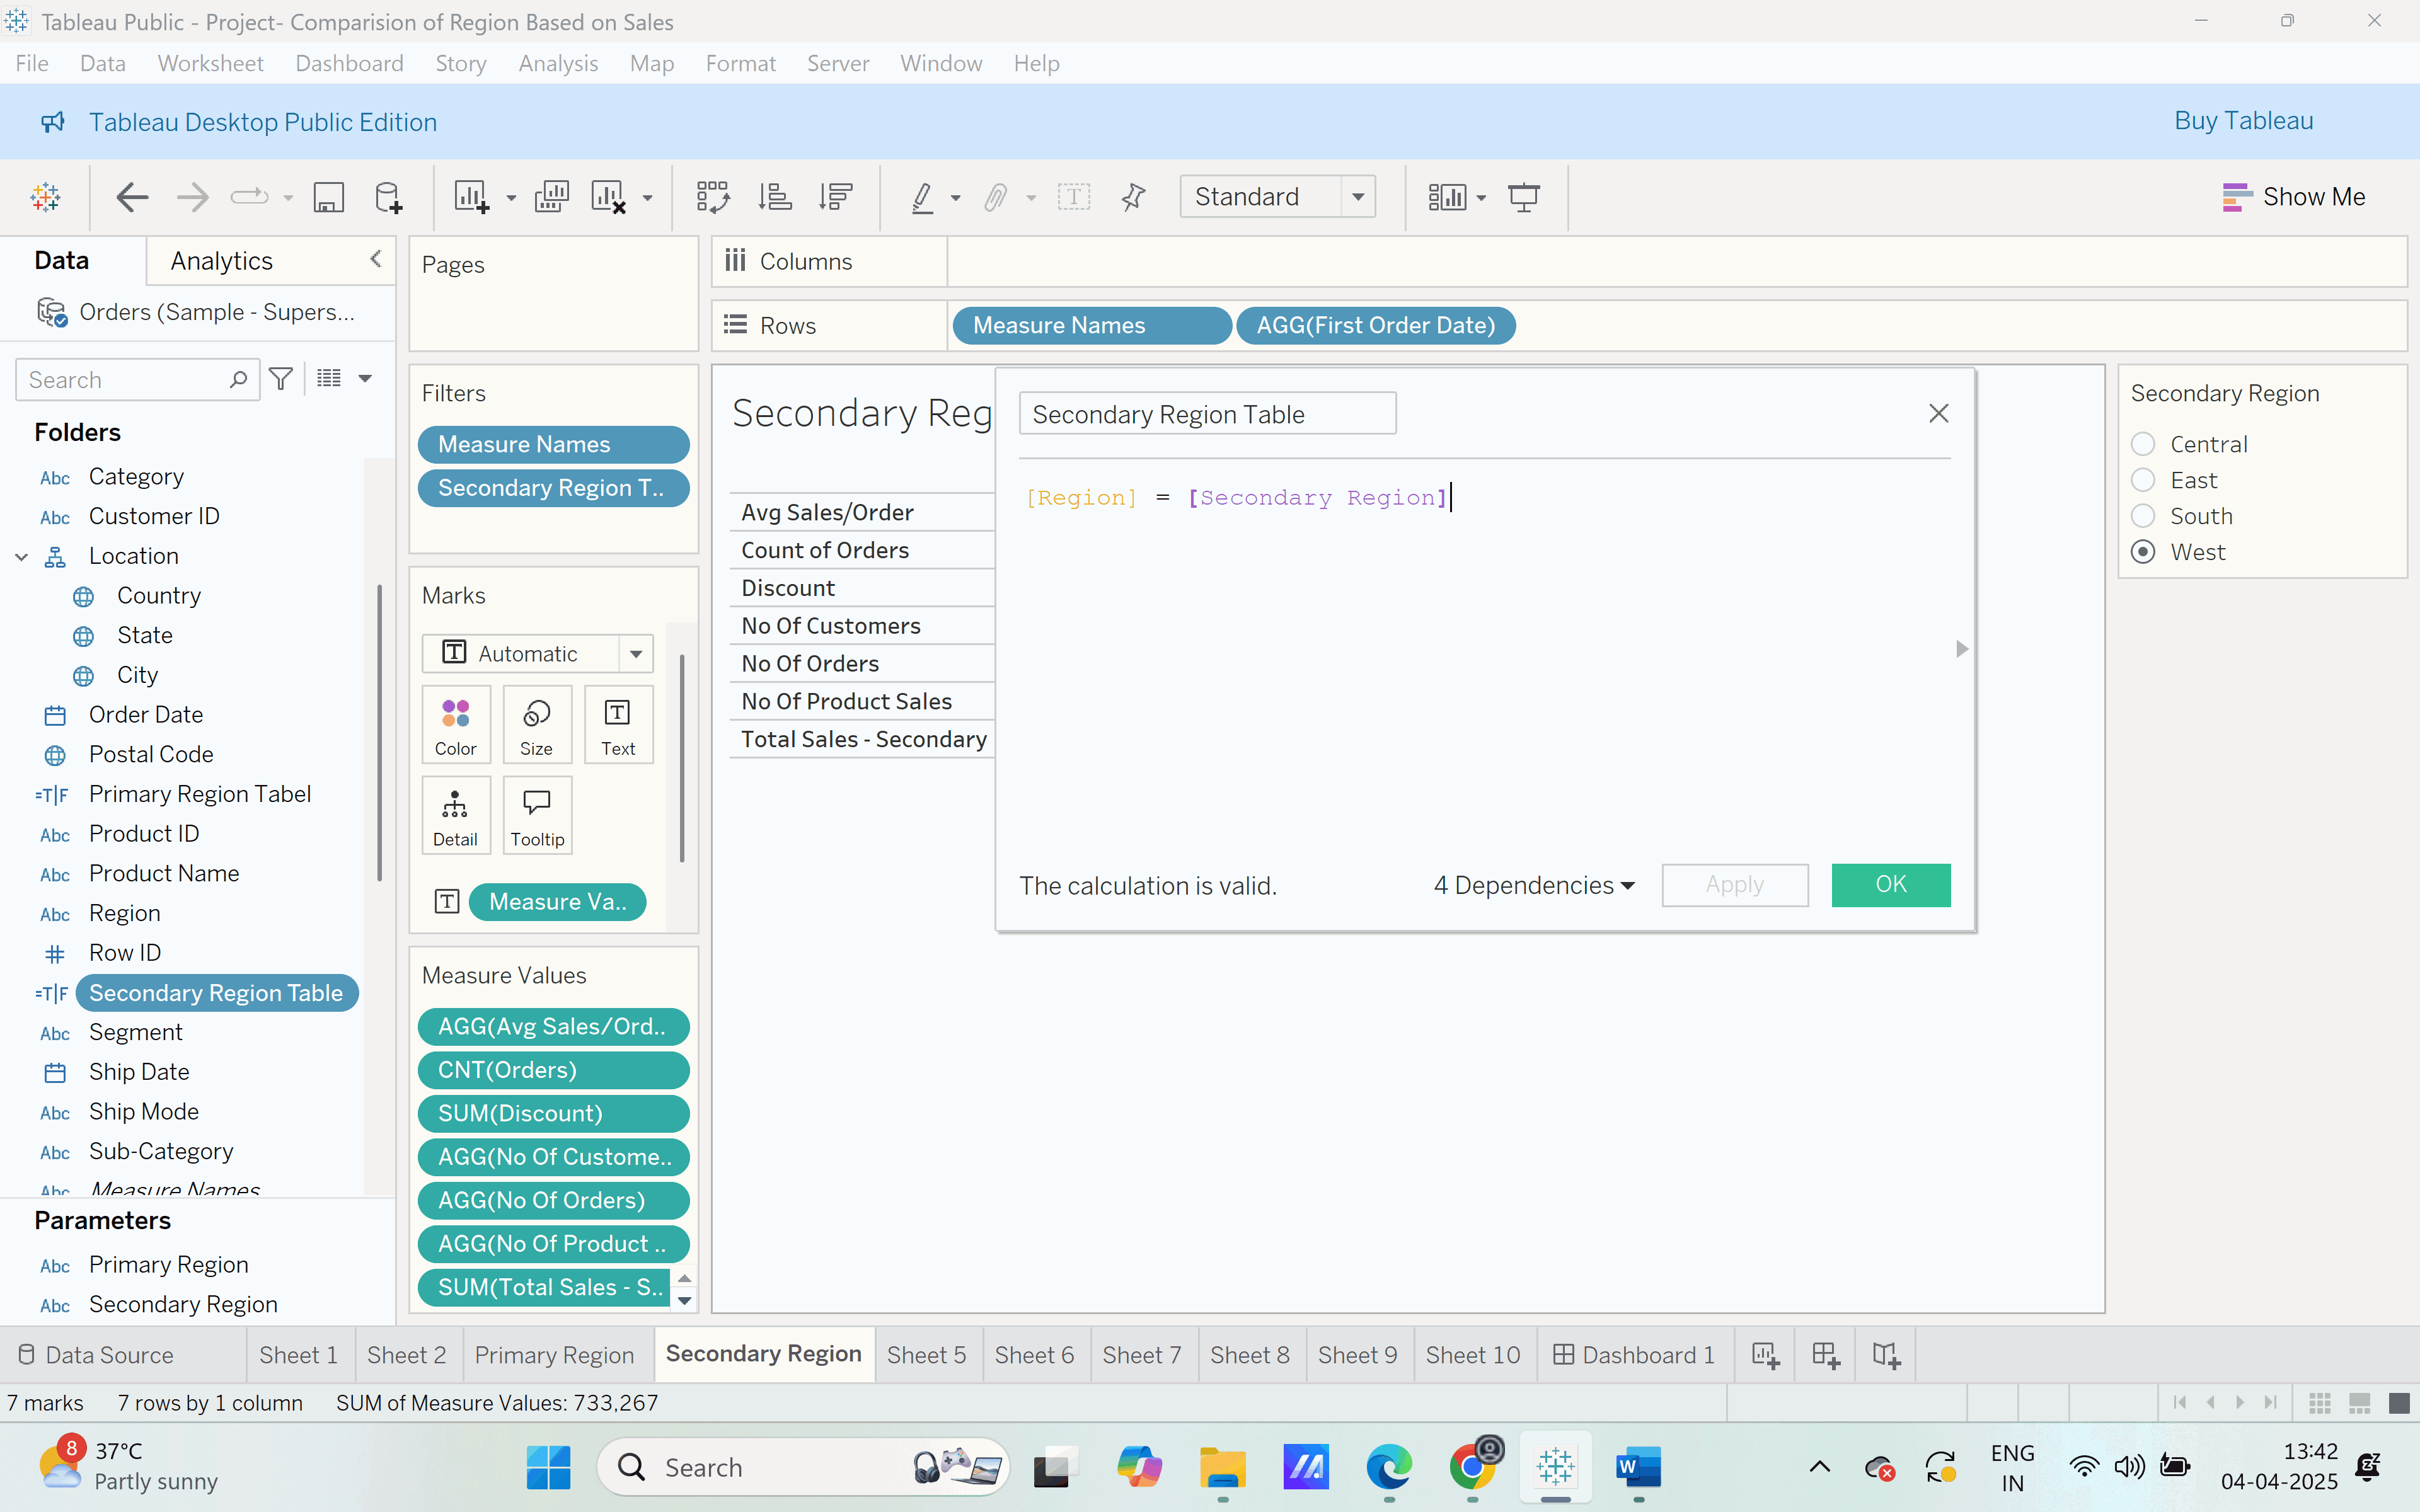 Tableau Public - Project- Comparision of Region Based on Sales
File Data Worksheet Dashboard Story Analysis Map Format Server Window Help
Tableau Desktop Public Edition
Buy Tableau
Standard
Show Me
Data
Analytics
Orders (Sample - Supers...
Search
Folders
Abc Category
Abc Customer ID
Location
Country
State
City
Order Date
Postal Code
=T|F Primary Region Tabel
Abc Product ID
Abc Product Name
Abc Region
# Row ID
=T|F Secondary Region Table
Abc Segment
Ship Date
Abc Ship Mode
Abc Sub-Category
Abc Measure Names
Parameters
Abc Primary Region
Abc Secondary Region
Pages
Filters
Measure Names
Secondary Region T..
Marks
T Automatic
Color
Size
T Text
Detail
Tooltip
T Measure Va..
Measure Values
AGG(Avg Sales/Ord..
CNT(Orders)
SUM(Discount)
AGG(No Of Custome..
AGG(No Of Orders)
AGG(No Of Product ..
SUM(Total Sales - S..
Columns
Rows
Measure Names
AGG(First Order Date)
Secondary Reg
Avg Sales/Order
Count of Orders
Discount
No Of Customers
No Of Orders
No Of Product Sales
Total Sales - Secondary
Secondary Region Table
[Region] = [Secondary Region]
The calculation is valid.
4 Dependencies
Apply
OK
Secondary Region
Central
East
South
West
Data Source
Sheet 1
Sheet 2
Primary Region
Secondary Region
Sheet 5
Sheet 6
Sheet 7
Sheet 8
Sheet 9
Sheet 10
Dashboard 1
7 marks
7 rows by 1 column
SUM of Measure Values: 733,267
8
37°C
Partly sunny
Search
W
ENG
IN
13:42
04-04-2025